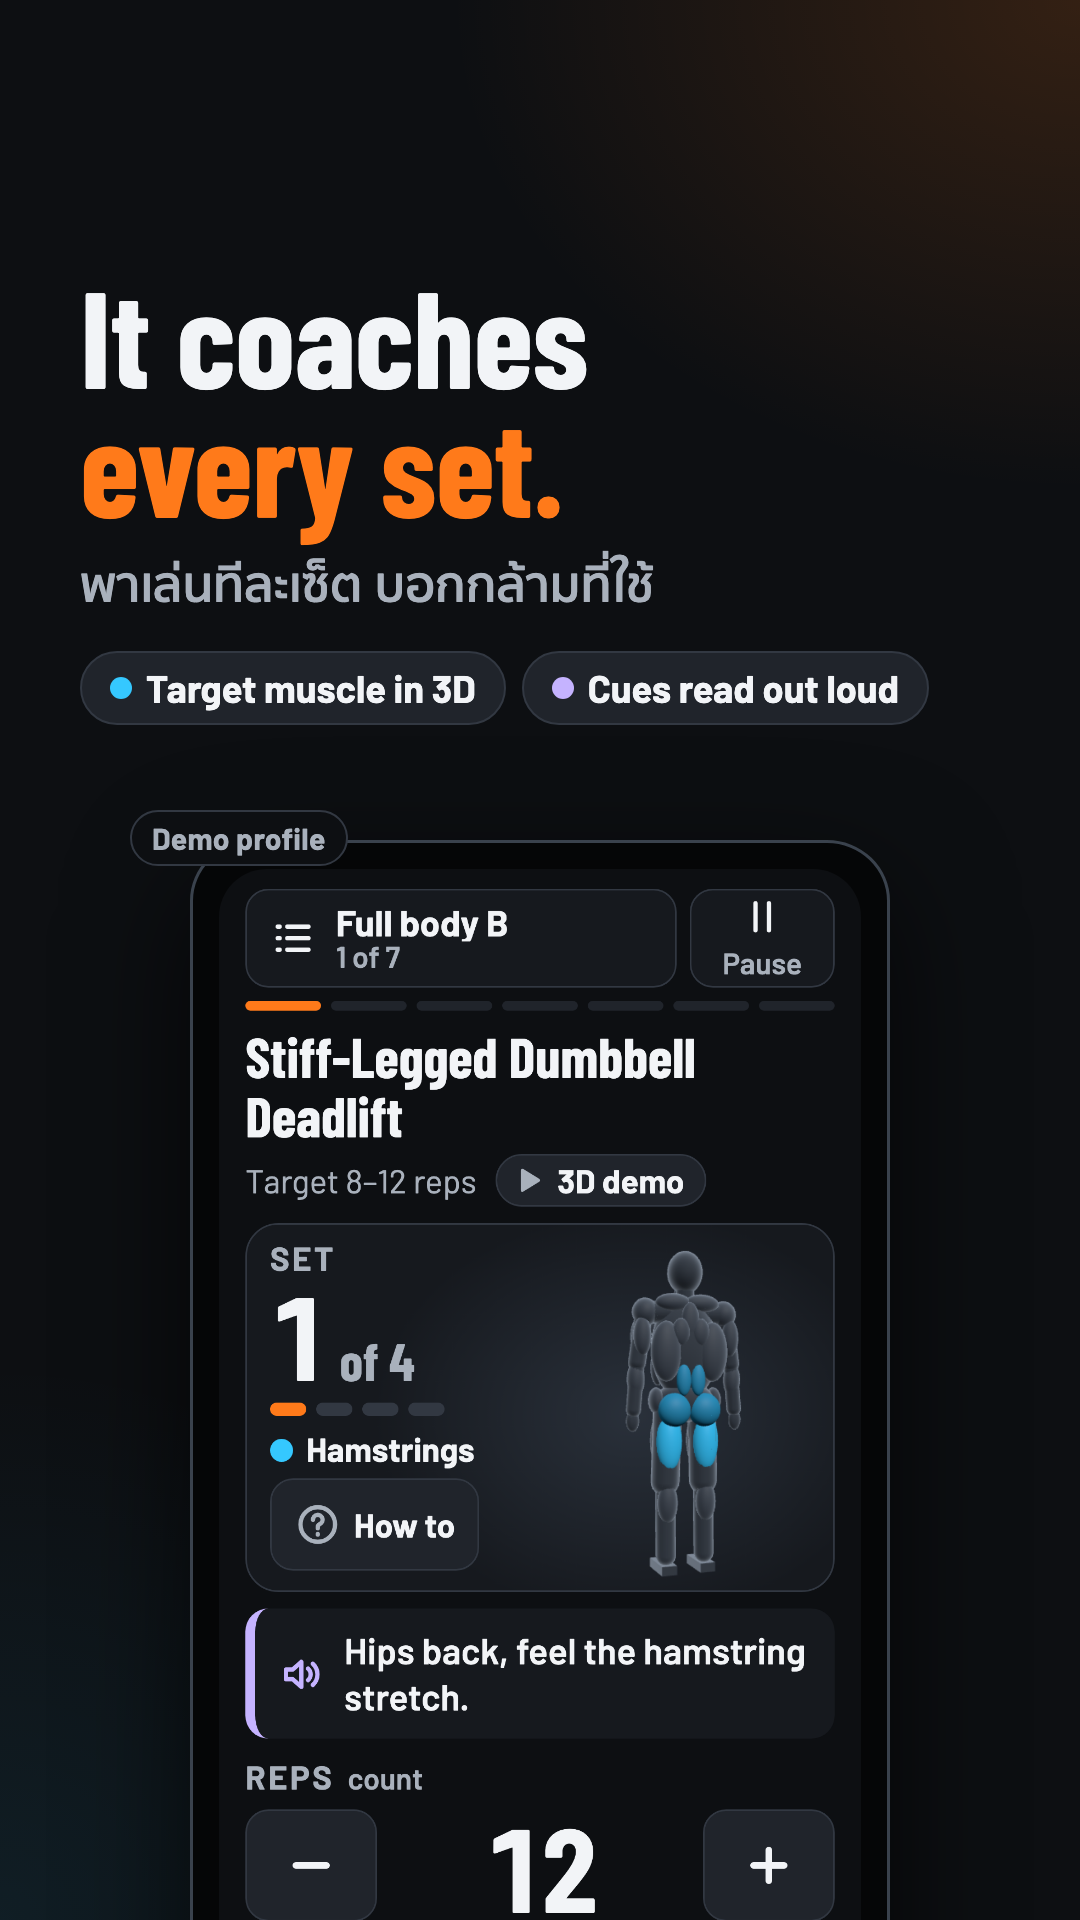 It coaches
every set.
พาเล่นทีละเซ็ต บอกกล้ามที่ใช้
Target muscle in 3D
Cues read out loud
Demo profile
Full body B
1 of 7
Pause
Stiff-Legged Dumbbell
Deadlift
Target 8–12 reps
3D demo
SET
1 of 4
Hamstrings
How to
Hips back, feel the hamstring
stretch.
REPS count
12